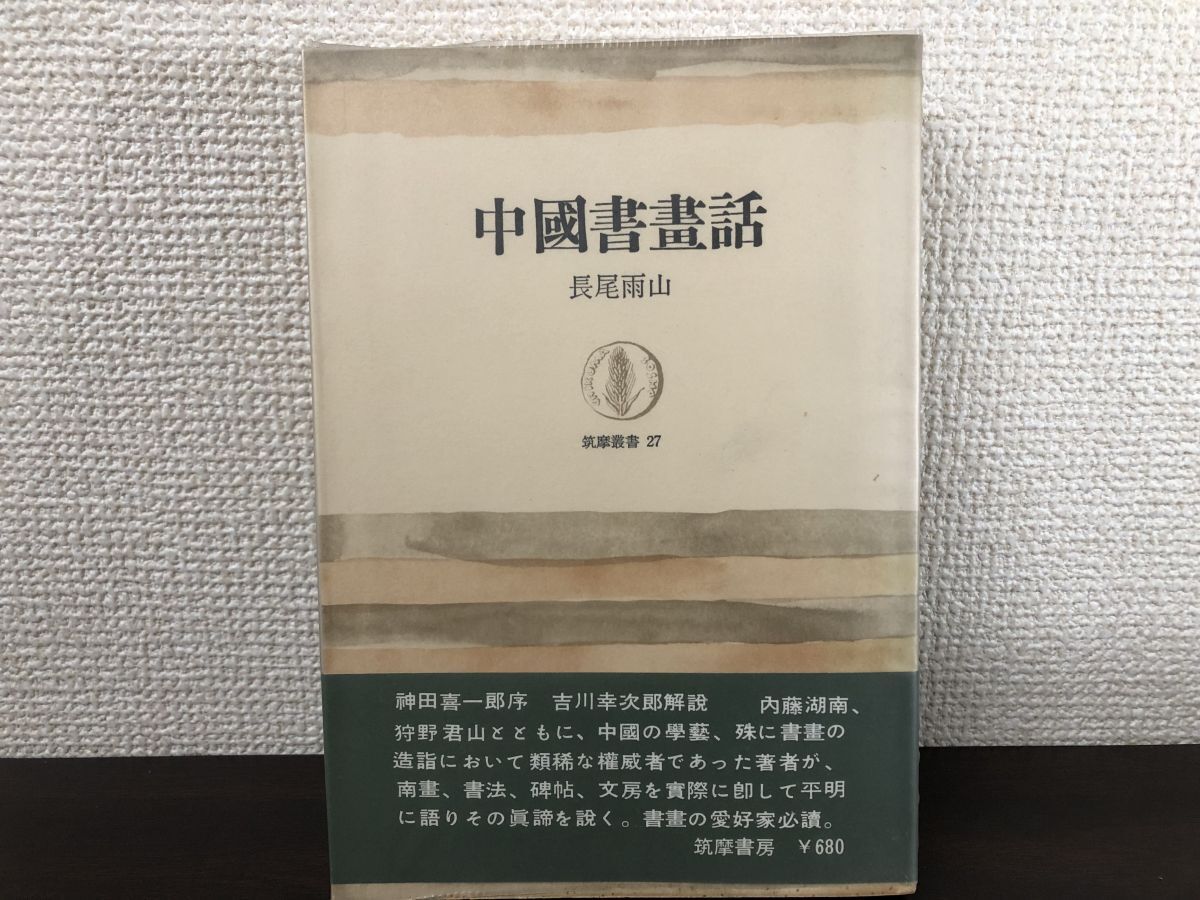 中國書畫話
長尾雨山
筑摩叢書 27
神田喜一郎序 吉川幸次郎解說 內藤湖南、
狩野君山とともに、中國の學藝、殊に書畫の
造詣において類稀な權威者であった著者が、
南畫、書法、碑帖、文房を實際に卽して平明
に語りその眞諦を說く。書畫の愛好家必讀。
筑摩書房 ¥680